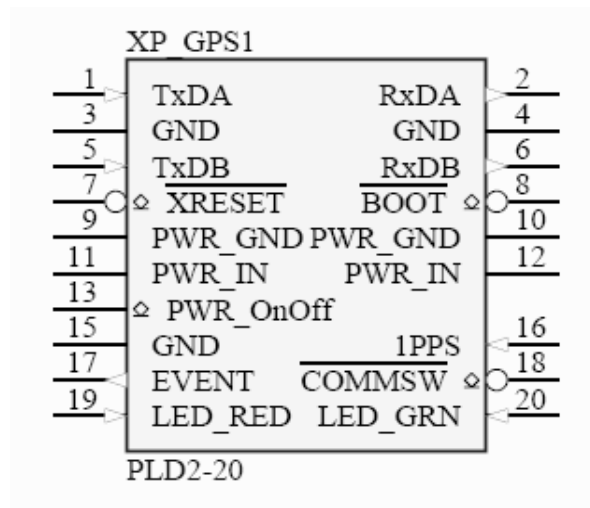 XP_GPS1
1 TxDA RxDA 2
3 GND GND 4
5 TxDB RxDB 6
7 XRESET BOOT 8
9 PWR_GND PWR_GND 10
11 PWR_IN PWR_IN 12
13 PWR_OnOff
15 GND 1PPS 16
17 EVENT COMMSW 18
19 LED_RED LED_GRN 20
PLD2-20